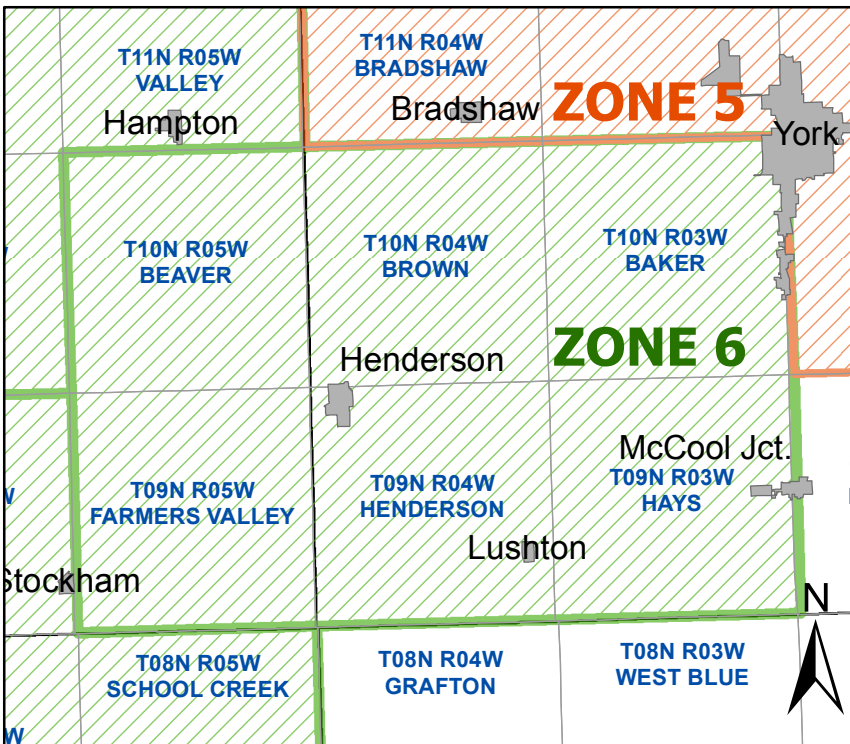 T11N R05W
VALLEY
T11N R04W
BRADSHAW
Hampton
Bradshaw
ZONE 5
York
T10N R05W
BEAVER
T10N R04W
BROWN
T10N R03W
BAKER
ZONE 6
Henderson
McCool Jct.
T09N R05W
FARMERS VALLEY
T09N R04W
HENDERSON
T09N R03W
HAYS
W
Lushton
Stockham
N
T08N R05W
SCHOOL CREEK
T08N R04W
GRAFTON
T08N R03W
WEST BLUE
W